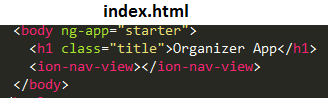 index.html
<body ng-app="starter">
<h1 class="title">Organizer App</h1>
<ion-nav-view></ion-nav-view>
</body>